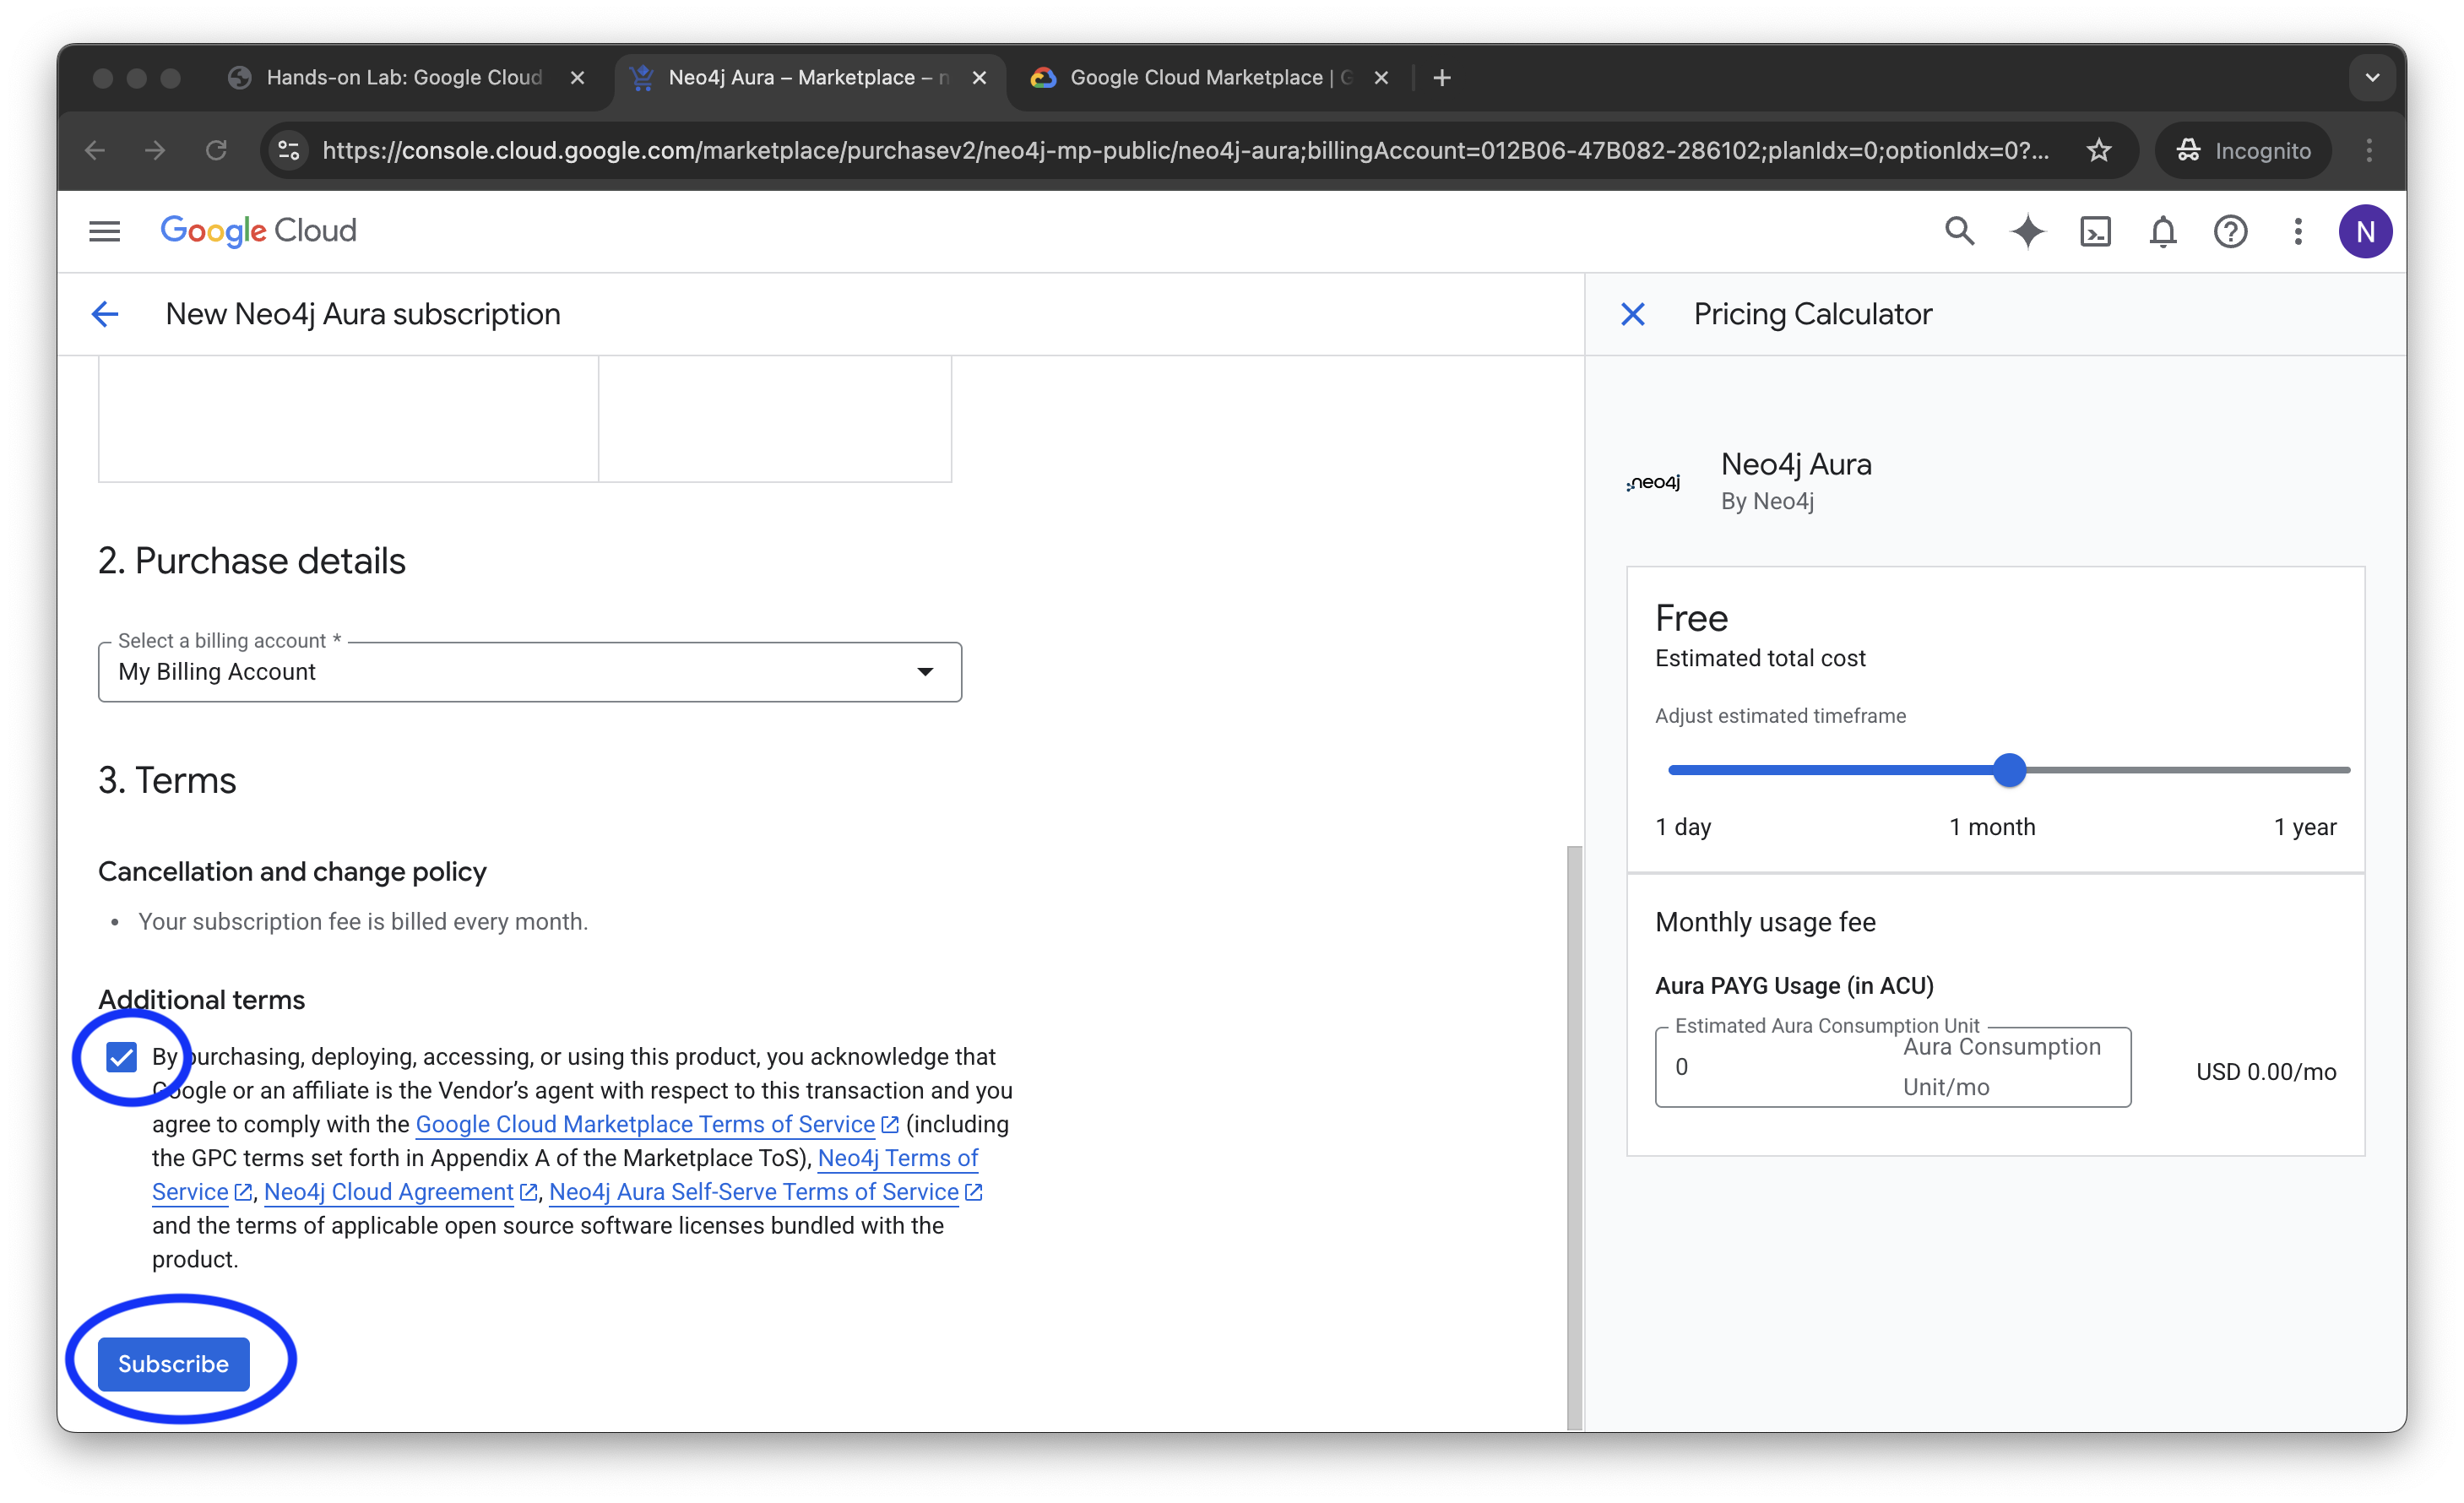 Hands-on Lab: Google Cloud
Neo4j Aura – Marketplace –
Google Cloud Marketplace |
https://console.cloud.google.com/marketplace/purchasev2/neo4j-mp-public/neo4j-aura;billingAccount=012B06-47B082-286102;planIdx=0;optionIdx=0?...
Incognito
Google Cloud
N
New Neo4j Aura subscription
2. Purchase details
Select a billing account *
My Billing Account
3. Terms
Cancellation and change policy
• Your subscription fee is billed every month.
Additional terms
By purchasing, deploying, accessing, or using this product, you acknowledge that
Google or an affiliate is the Vendor’s agent with respect to this transaction and you
agree to comply with the Google Cloud Marketplace Terms of Service (including
the GPC terms set forth in Appendix A of the Marketplace ToS), Neo4j Terms of
Service, Neo4j Cloud Agreement, Neo4j Aura Self-Serve Terms of Service
and the terms of applicable open source software licenses bundled with the
product.
Subscribe
Pricing Calculator
neo4j
Neo4j Aura
By Neo4j
Free
Estimated total cost
Adjust estimated timeframe
1 day
1 month
1 year
Monthly usage fee
Aura PAYG Usage (in ACU)
Estimated Aura Consumption Unit
0
Aura Consumption
Unit/mo
USD 0.00/mo